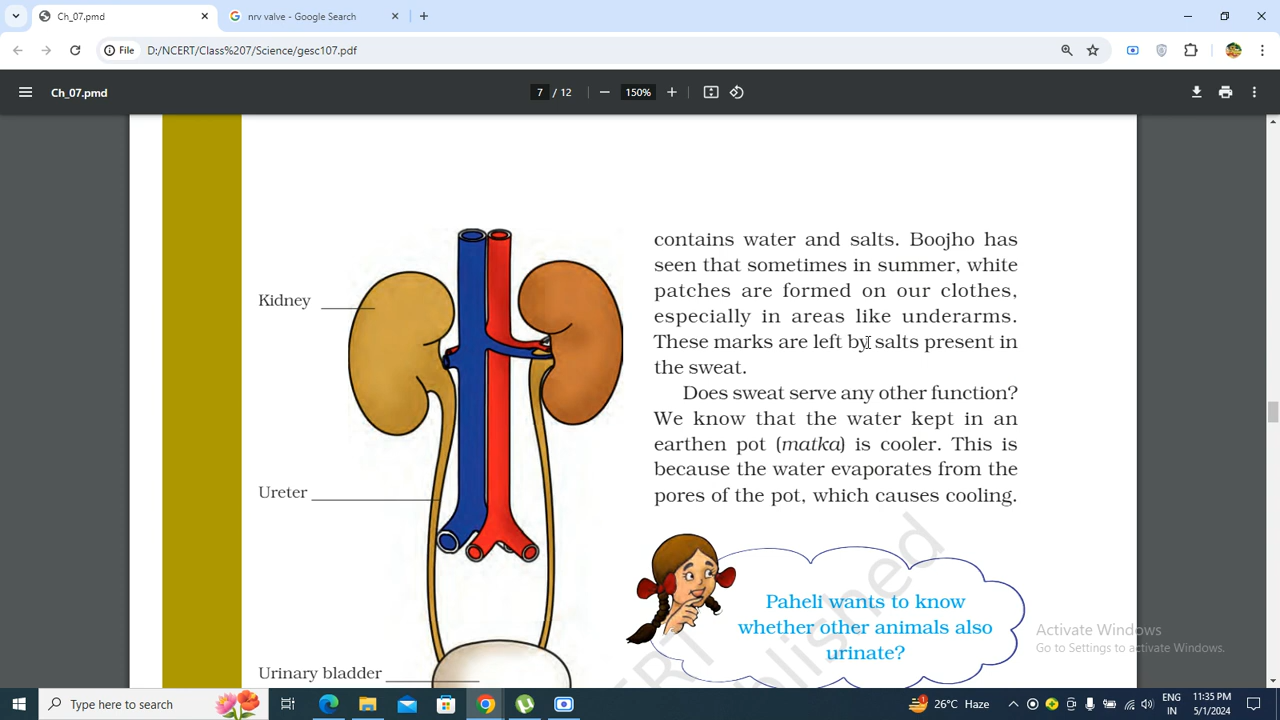 Ch_07.pmd
nrv valve - Google Search
File
D:/NCERT/Class%207/Science/gesc107.pdf
Ch_07.pmd
7 / 12
150%
contains water and salts. Boojho has
seen that sometimes in summer, white
patches are formed on our clothes,
especially in areas like underarms.
These marks are left by salts present in
the sweat.
Does sweat serve any other function?
We know that the water kept in an
earthen pot (matka) is cooler. This is
because the water evaporates from the
pores of the pot, which causes cooling.
Kidney
Ureter
Urinary bladder
Paheli wants to know
whether other animals also
urinate?
Activate Windows
Go to Settings to activate Windows.
Type here to search
26°C Haze
ENG
IN
11:35 PM
5/1/2024